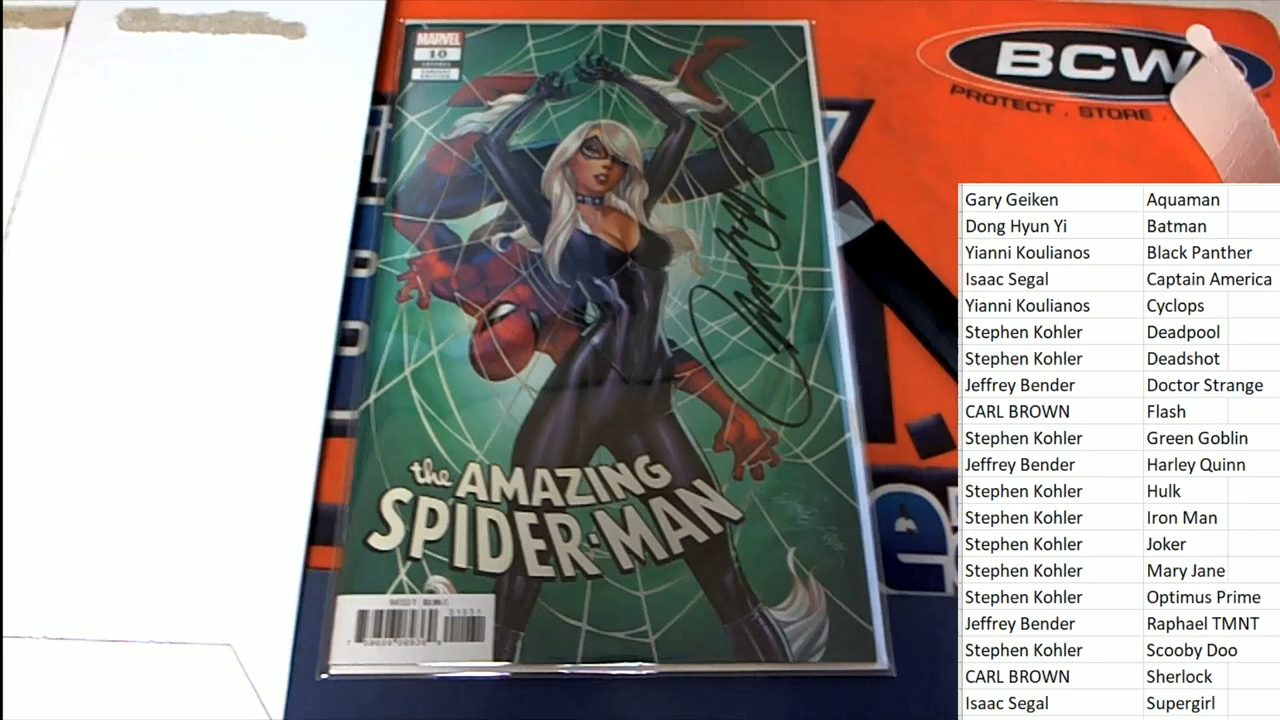 MARVEL
10
VARIANT
EDITION
the AMAZING
SPIDER-MAN
BCW
PROTECT . STORE .
Gary Geiken Aquaman
Dong Hyun Yi Batman
Yianni Koulianos Black Panther
Isaac Segal Captain America
Yianni Koulianos Cyclops
Stephen Kohler Deadpool
Stephen Kohler Deadshot
Jeffrey Bender Doctor Strange
CARL BROWN Flash
Stephen Kohler Green Goblin
Jeffrey Bender Harley Quinn
Stephen Kohler Hulk
Stephen Kohler Iron Man
Stephen Kohler Joker
Stephen Kohler Mary Jane
Stephen Kohler Optimus Prime
Jeffrey Bender Raphael TMNT
Stephen Kohler Scooby Doo
CARL BROWN Sherlock
Isaac Segal Supergirl